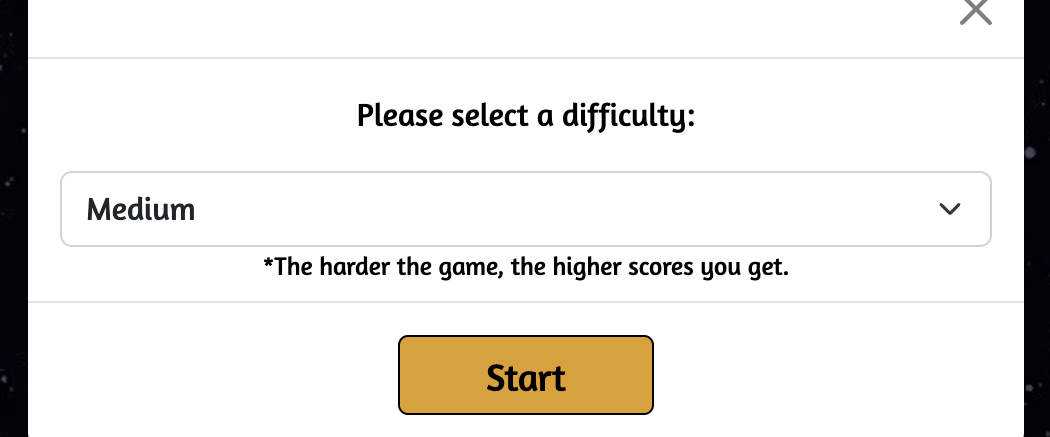 Please select a difficulty:
Medium
*The harder the game, the higher scores you get.
Start